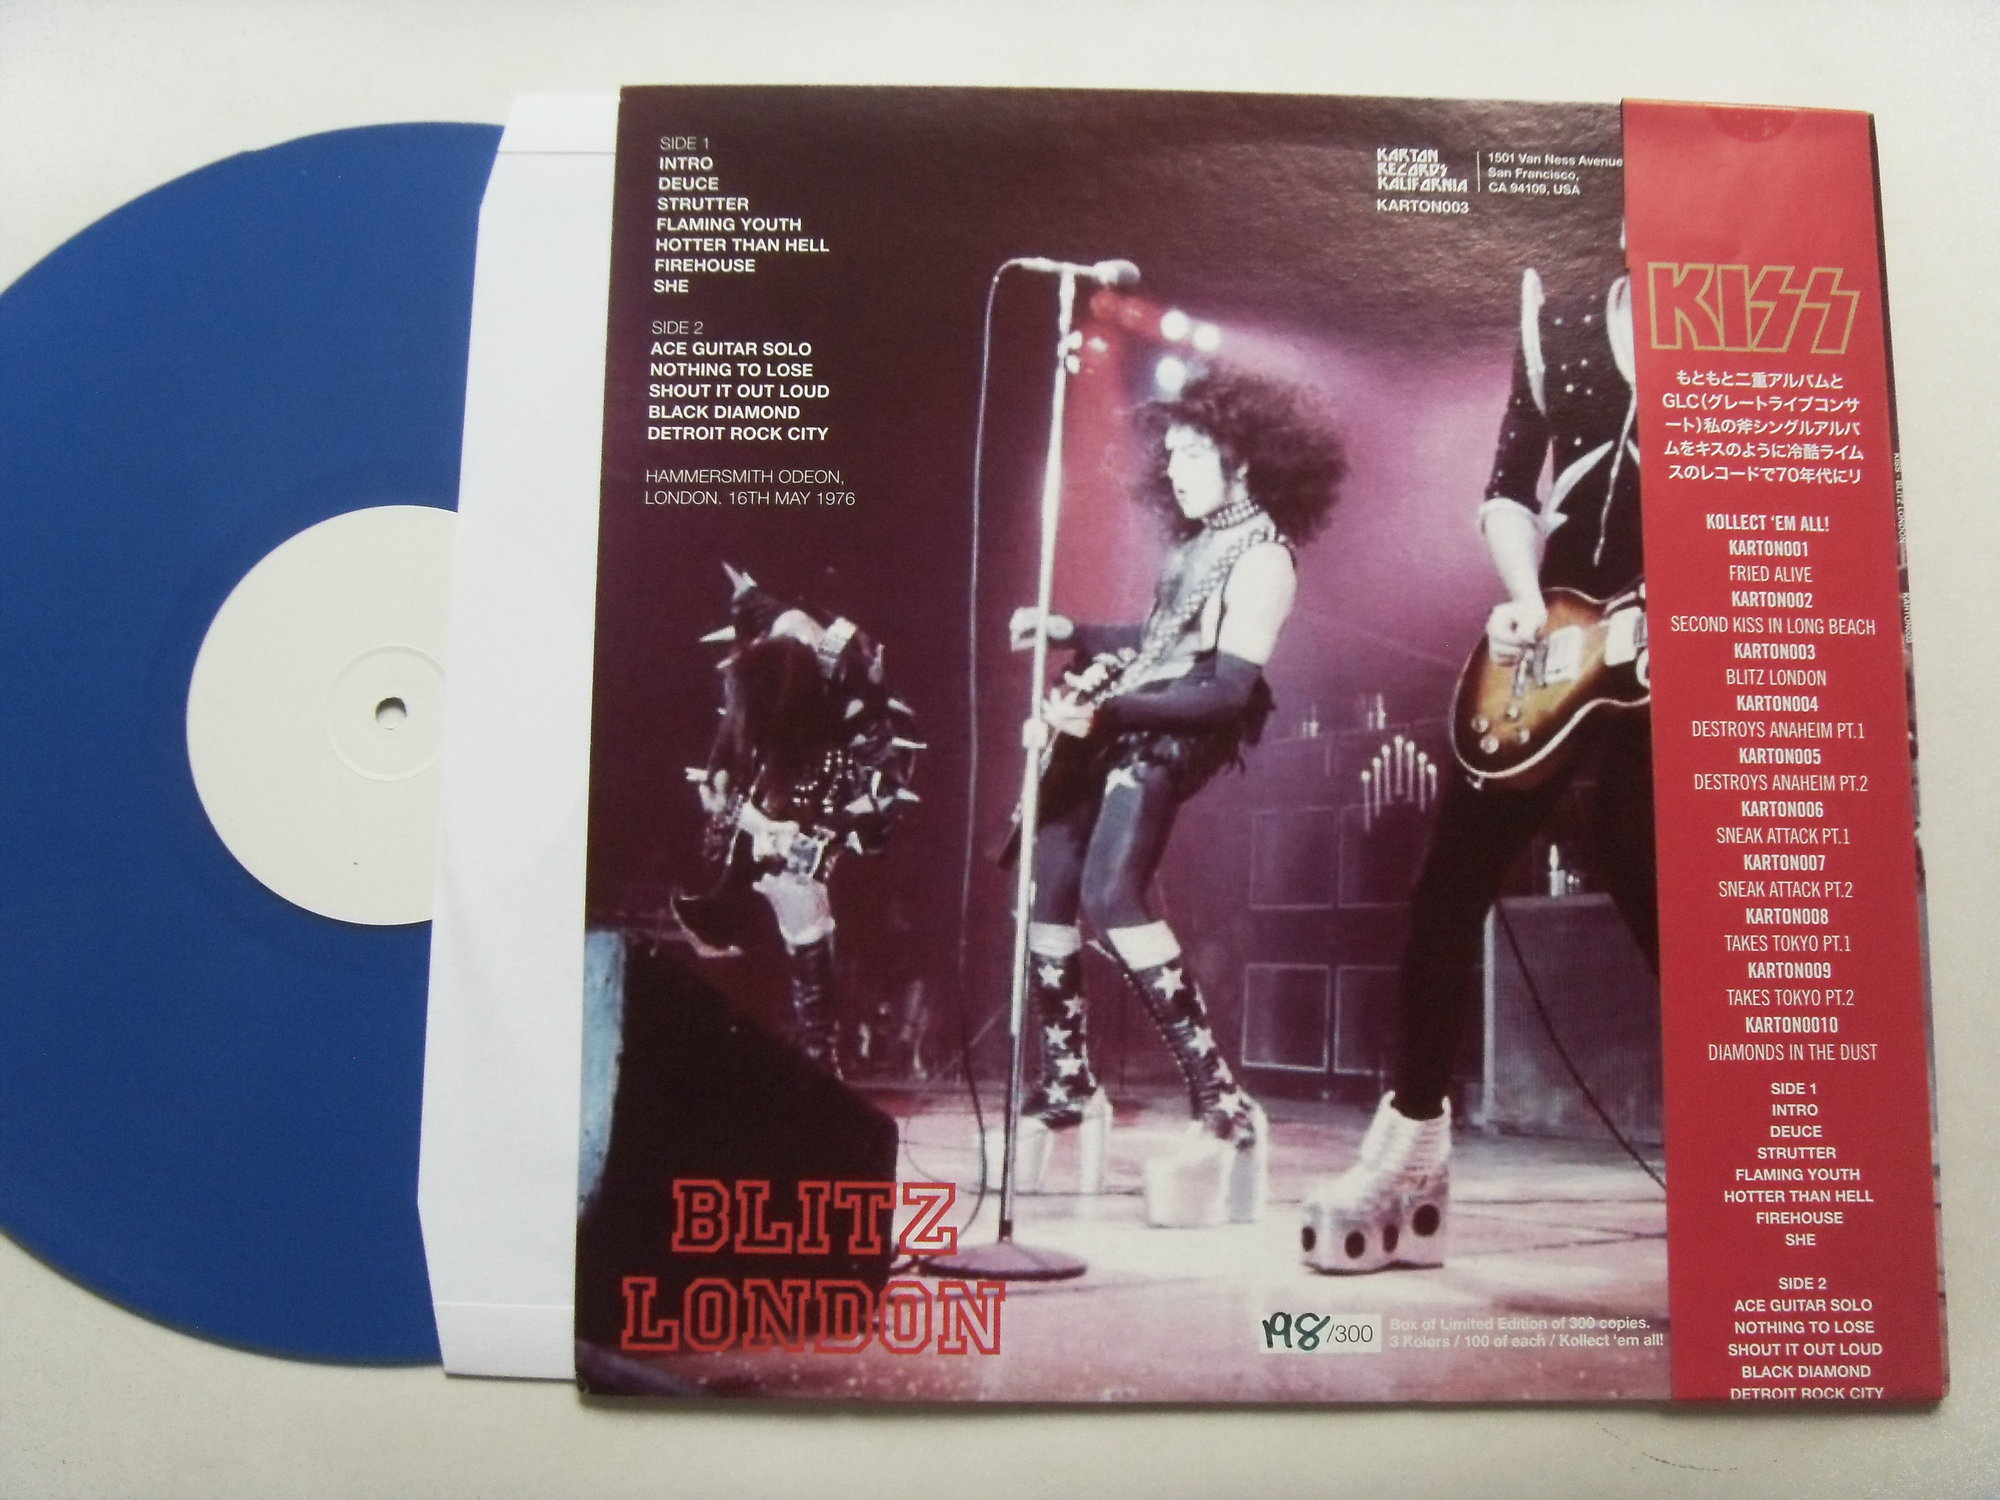 SIDE 1
INTRO
DEUCE
STRUTTER
FLAMING YOUTH
HOTTER THAN HELL
FIREHOUSE
SHE
SIDE 2
ACE GUITAR SOLO
NOTHING TO LOSE
SHOUT IT OUT LOUD
BLACK DIAMOND
DETROIT ROCK CITY
HAMMERSMITH ODEON,
LONDON. 16TH MAY 1976
KARTON
RECORDS
KALIFORNIA
KARTON003
1501 Van Ness Avenue
San Francisco,
CA 94109, USA
BLITZ
LONDON
198/300
Box of Limited Edition of 300 copies.
3 Kolors / 100 of each / Kollect 'em all!
KISS
もともと二重アルバムと
GLC(グレートライブコンサ
ート)私の斧シングルアルバ
ムをキスのように冷酷ライム
スのレコードで70年代にリ
KOLLECT 'EM ALL!
KARTON001
FRIED ALIVE
KARTON002
SECOND KISS IN LONG BEACH
KARTON003
BLITZ LONDON
KARTON004
DESTROYS ANAHEIM PT.1
KARTON005
DESTROYS ANAHEIM PT.2
KARTON006
SNEAK ATTACK PT.1
KARTON007
SNEAK ATTACK PT.2
KARTON008
TAKES TOKYO PT.1
KARTON009
TAKES TOKYO PT.2
KARTON0010
DIAMONDS IN THE DUST
SIDE 1
INTRO
DEUCE
STRUTTER
FLAMING YOUTH
HOTTER THAN HELL
FIREHOUSE
SHE
SIDE 2
ACE GUITAR SOLO
NOTHING TO LOSE
SHOUT IT OUT LOUD
BLACK DIAMOND
DETROIT ROCK CITY
KISS - BLITZ LONDON
KARTON003